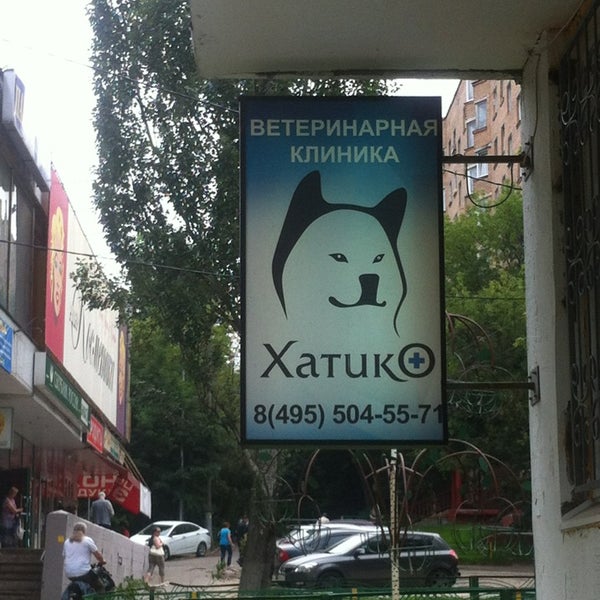 ВЕТЕРИНАРНАЯ
КЛИНИКА
Хатико
8(495) 504-55-71